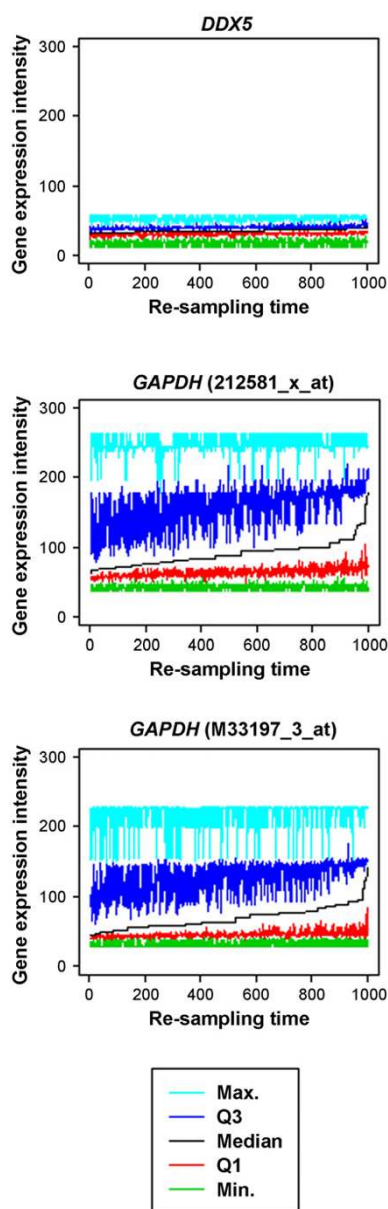 DDX5
Gene expression intensity
300
200
100
0
0 200 400 600 800 1000
Re-sampling time
GAPDH (212581_x_at)
Gene expression intensity
300
200
100
0
0 200 400 600 800 1000
Re-sampling time
GAPDH (M33197_3_at)
Gene expression intensity
300
200
100
0
0 200 400 600 800 1000
Re-sampling time
Max.
Q3
Median
Q1
Min.